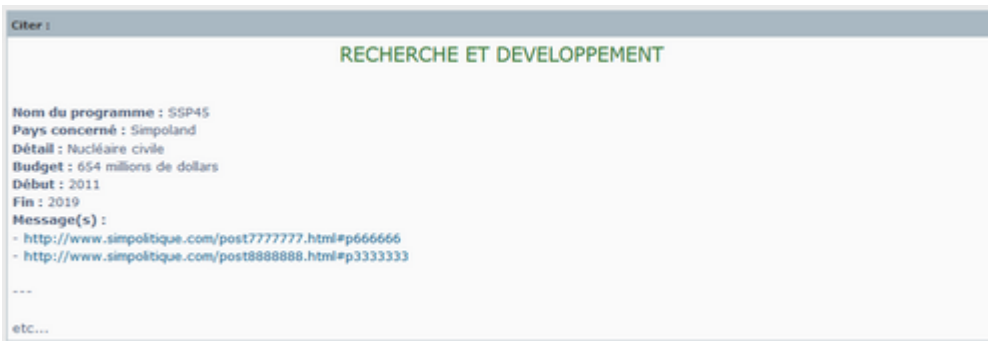 Citer :
RECHERCHE ET DEVELOPPEMENT
Nom du programme : SSP45
Pays concerné : Simpoland
Détail : Nucléaire civile
Budget : 654 millions de dollars
Début : 2011
Fin : 2019
Message(s) :
- http://www.simpolitique.com/post7777777.html#p666666
- http://www.simpolitique.com/post8888888.html#p3333333
---
etc...